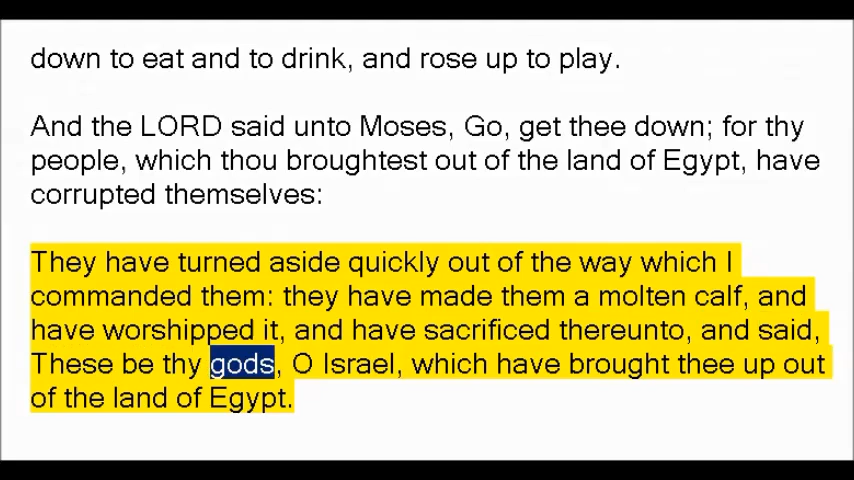 down to eat and to drink, and rose up to play.
And the LORD said unto Moses, Go, get thee down; for thy
people, which thou broughtest out of the land of Egypt, have
corrupted themselves:
They have turned aside quickly out of the way which I
commanded them: they have made them a molten calf, and
have worshipped it, and have sacrificed thereunto, and said,
These be thy gods, O Israel, which have brought thee up out
of the land of Egypt.